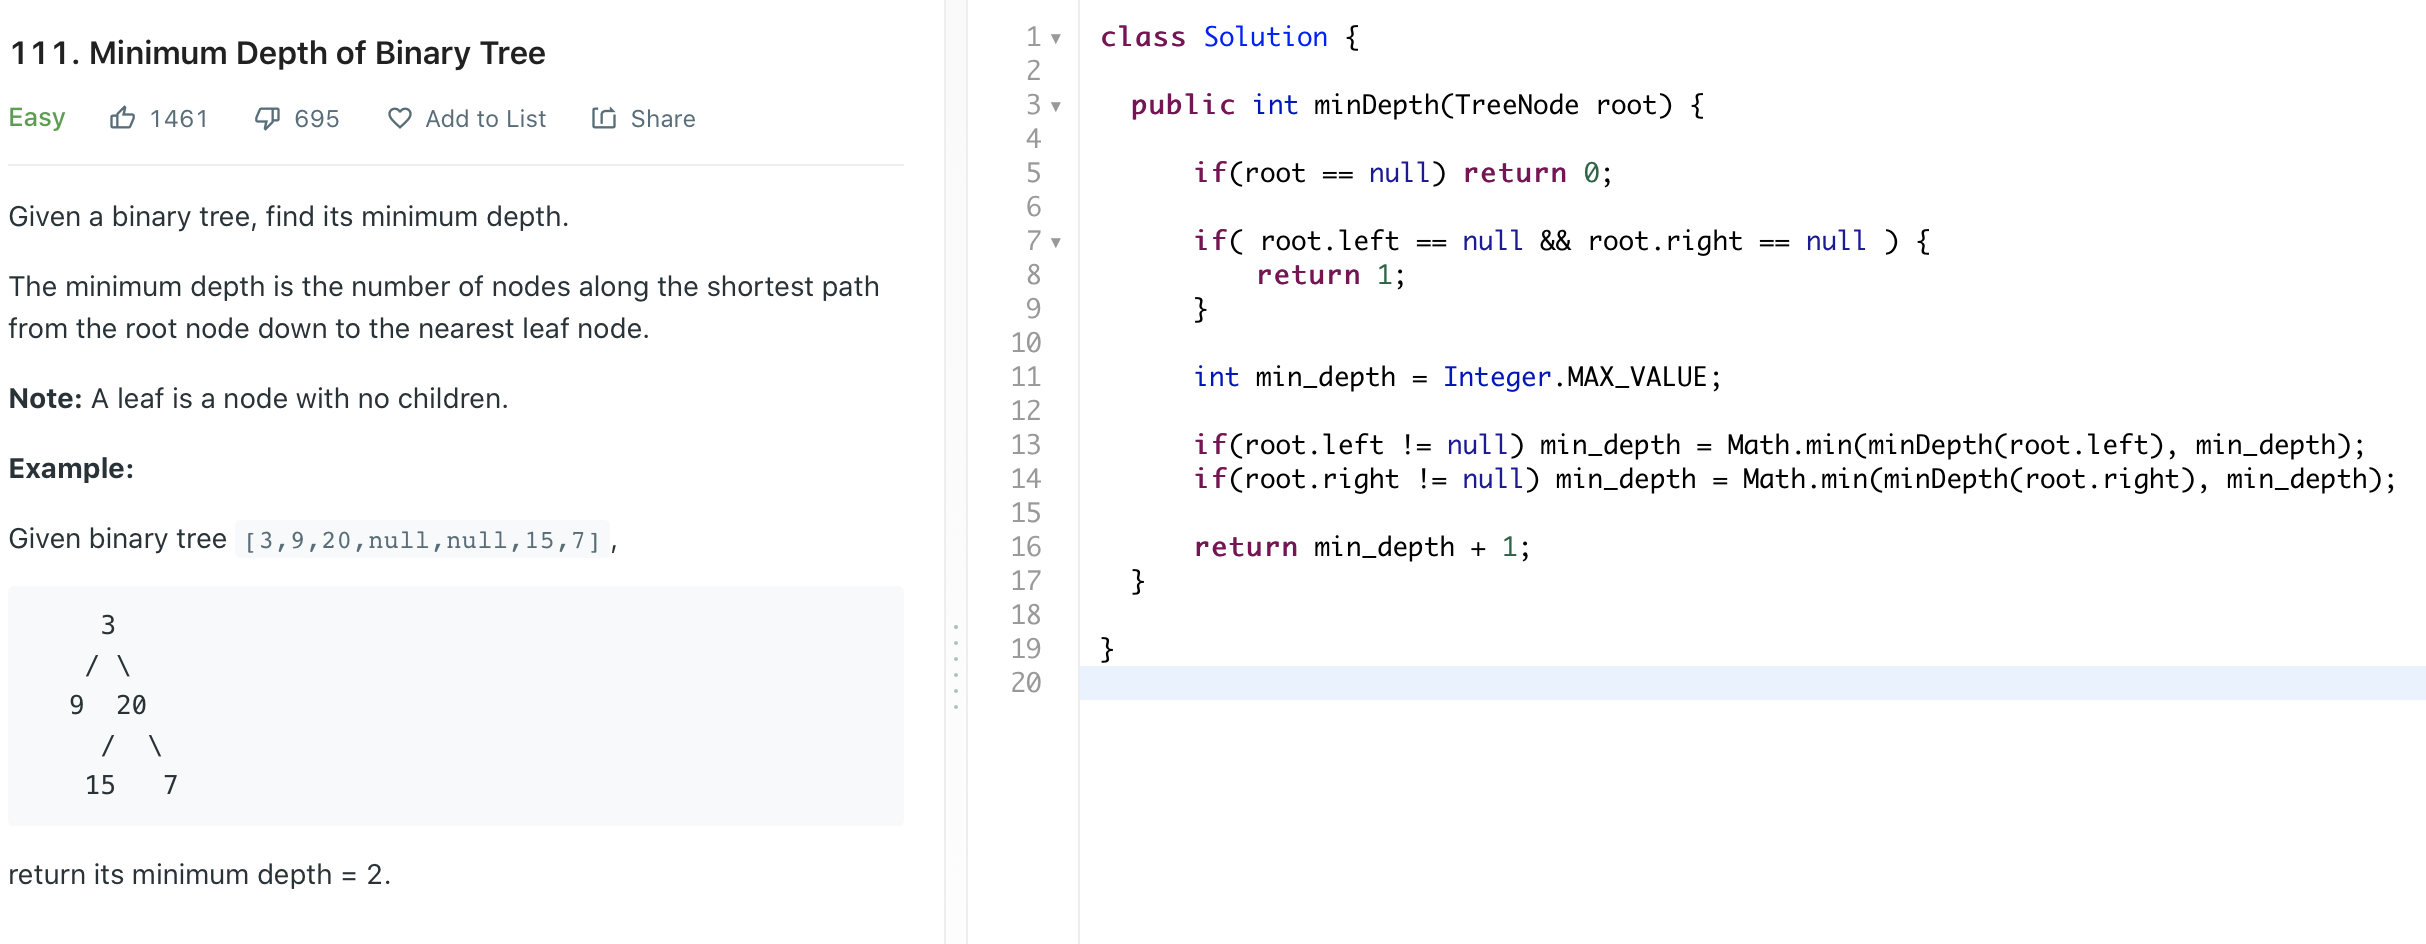 111. Minimum Depth of Binary Tree
Easy 1461 695 Add to List Share
Given a binary tree, find its minimum depth.
The minimum depth is the number of nodes along the shortest path
from the root node down to the nearest leaf node.
Note: A leaf is a node with no children.
Example:
Given binary tree [3,9,20,null,null,15,7],
3
/ \
9 20
/ \
15 7
return its minimum depth = 2.
1 class Solution {
2
3 public int minDepth(TreeNode root) {
4
5 if(root == null) return 0;
6
7 if( root.left == null && root.right == null ) {
8 return 1;
9 }
10
11 int min_depth = Integer.MAX_VALUE;
12
13 if(root.left != null) min_depth = Math.min(minDepth(root.left), min_depth);
14 if(root.right != null) min_depth = Math.min(minDepth(root.right), min_depth);
15
16 return min_depth + 1;
17 }
18
19 }
20